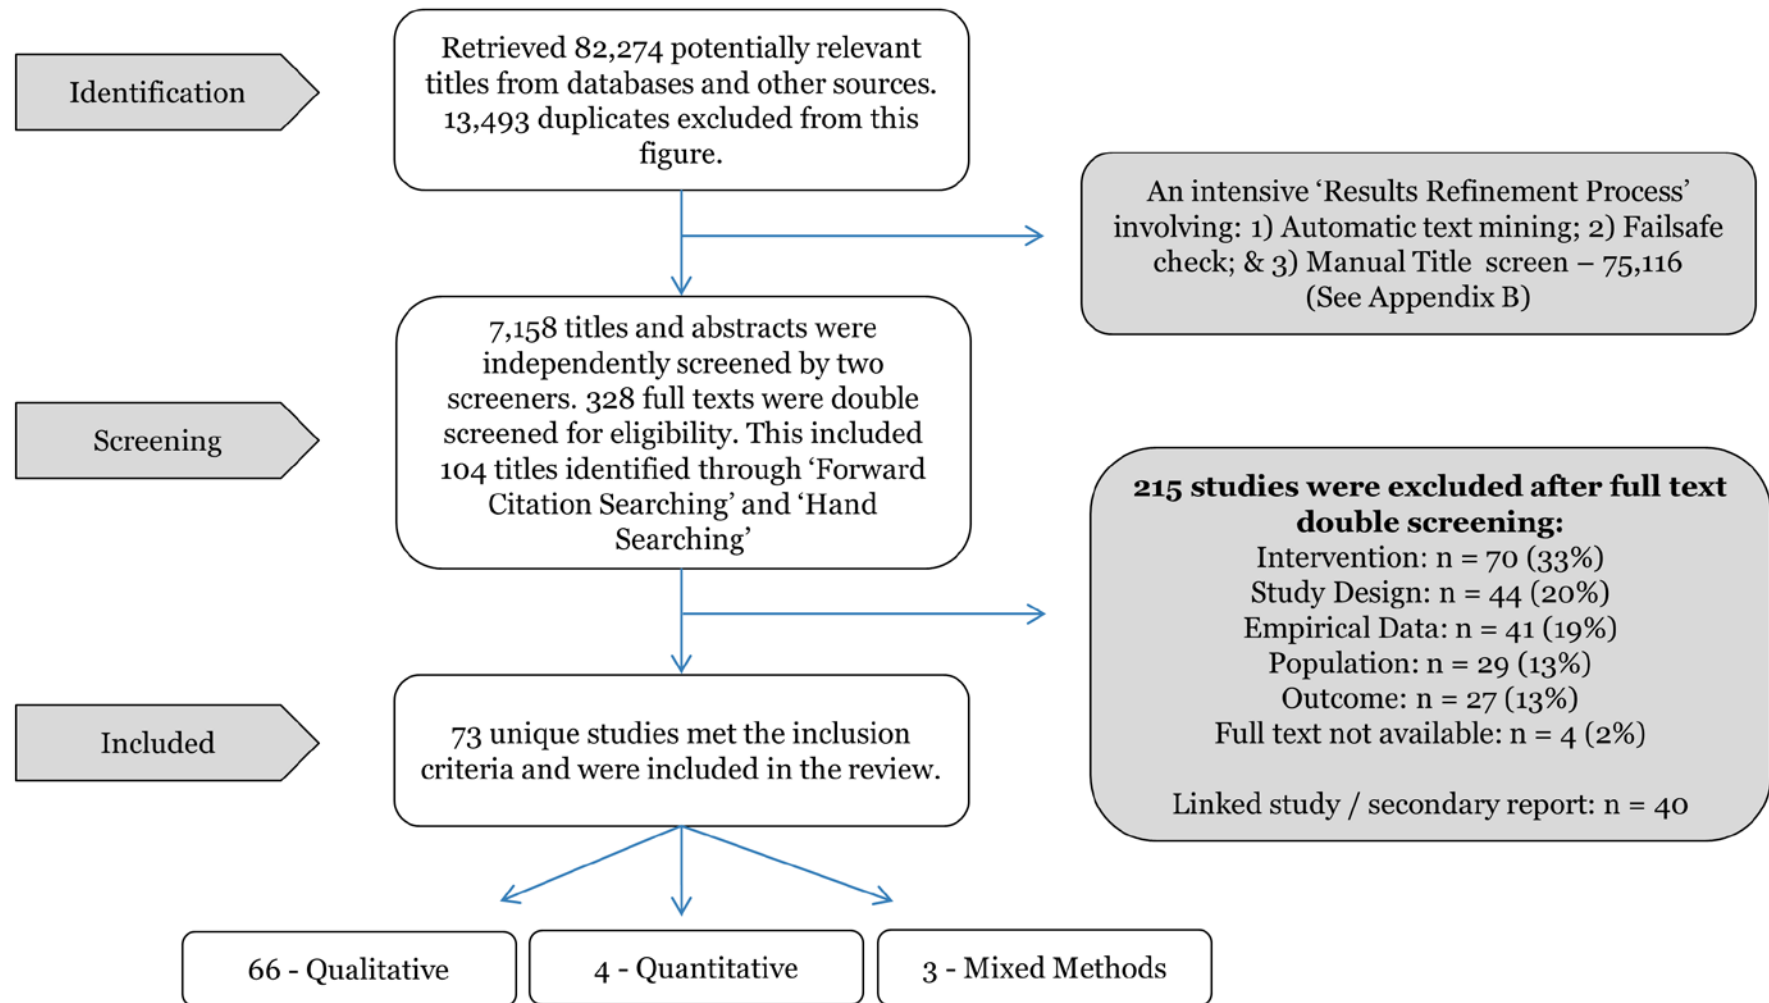 Identification
Retrieved 82,274 potentially relevant
titles from databases and other sources.
13,493 duplicates excluded from this
figure.
An intensive ‘Results Refinement Process’
involving: 1) Automatic text mining; 2) Failsafe
check; & 3) Manual Title screen – 75,116
(See Appendix B)
Screening
7,158 titles and abstracts were
independently screened by two
screeners. 328 full texts were double
screened for eligibility. This included
104 titles identified through ‘Forward
Citation Searching’ and ‘Hand
Searching’
215 studies were excluded after full text
double screening:
Intervention: n = 70 (33%)
Study Design: n = 44 (20%)
Empirical Data: n = 41 (19%)
Population: n = 29 (13%)
Outcome: n = 27 (13%)
Full text not available: n = 4 (2%)
Linked study / secondary report: n = 40
Included
73 unique studies met the inclusion
criteria and were included in the review.
66 - Qualitative
4 - Quantitative
3 - Mixed Methods